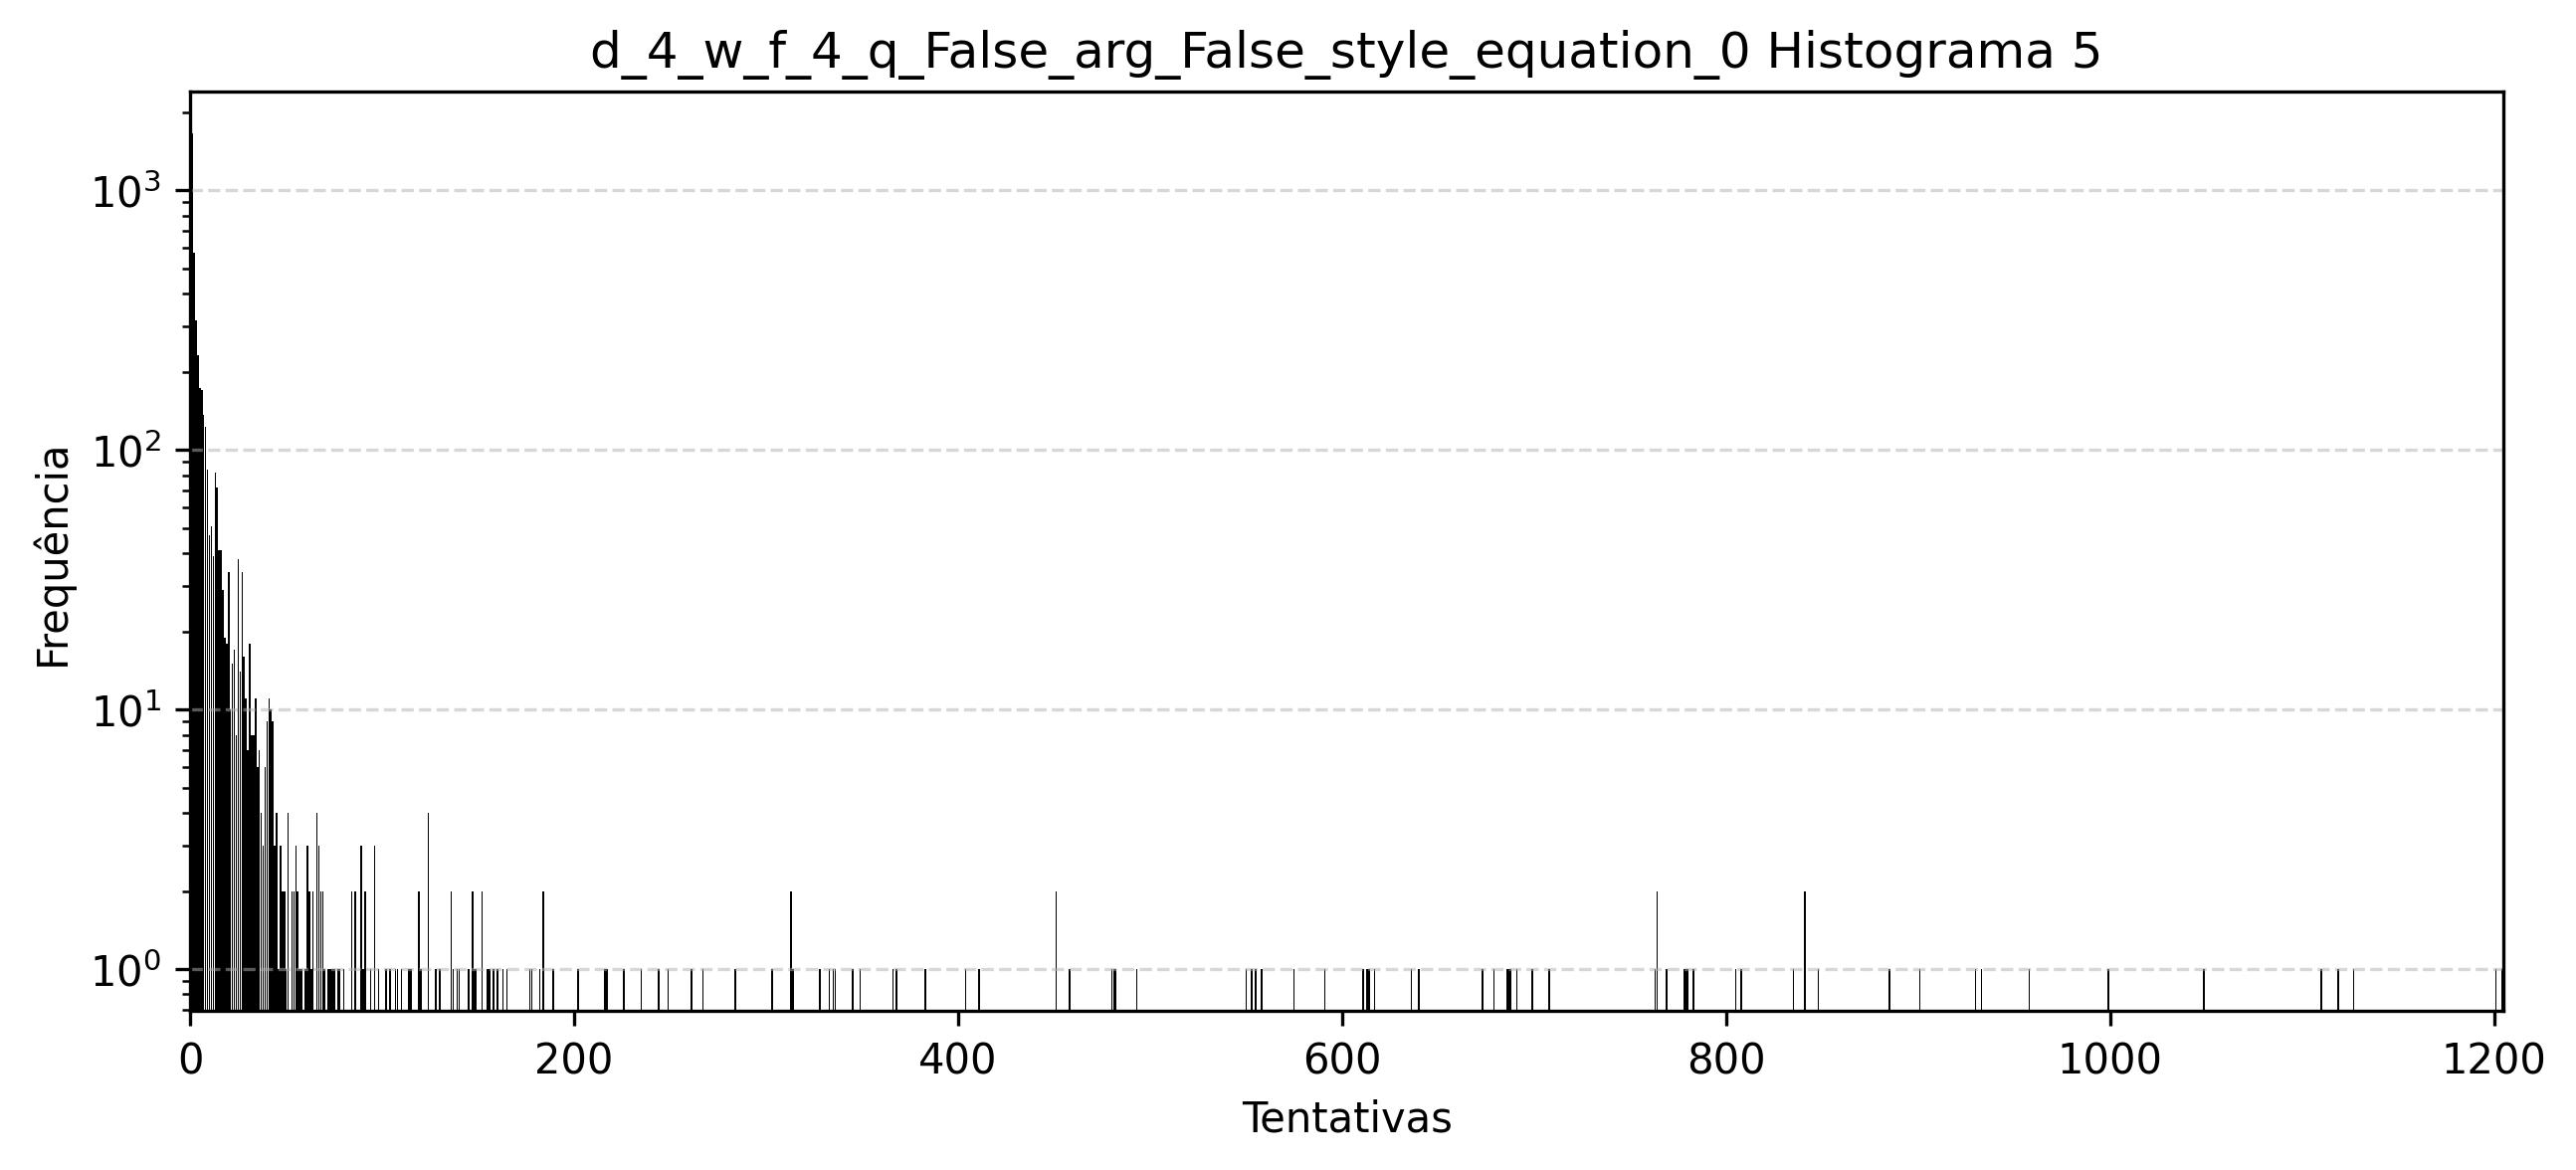 d_4_w_f_4_q_False_arg_False_style_equation_0 Histograma 5
Frequência
10³
10²
10¹
10⁰
0 200 400 600 800 1000 1200
Tentativas